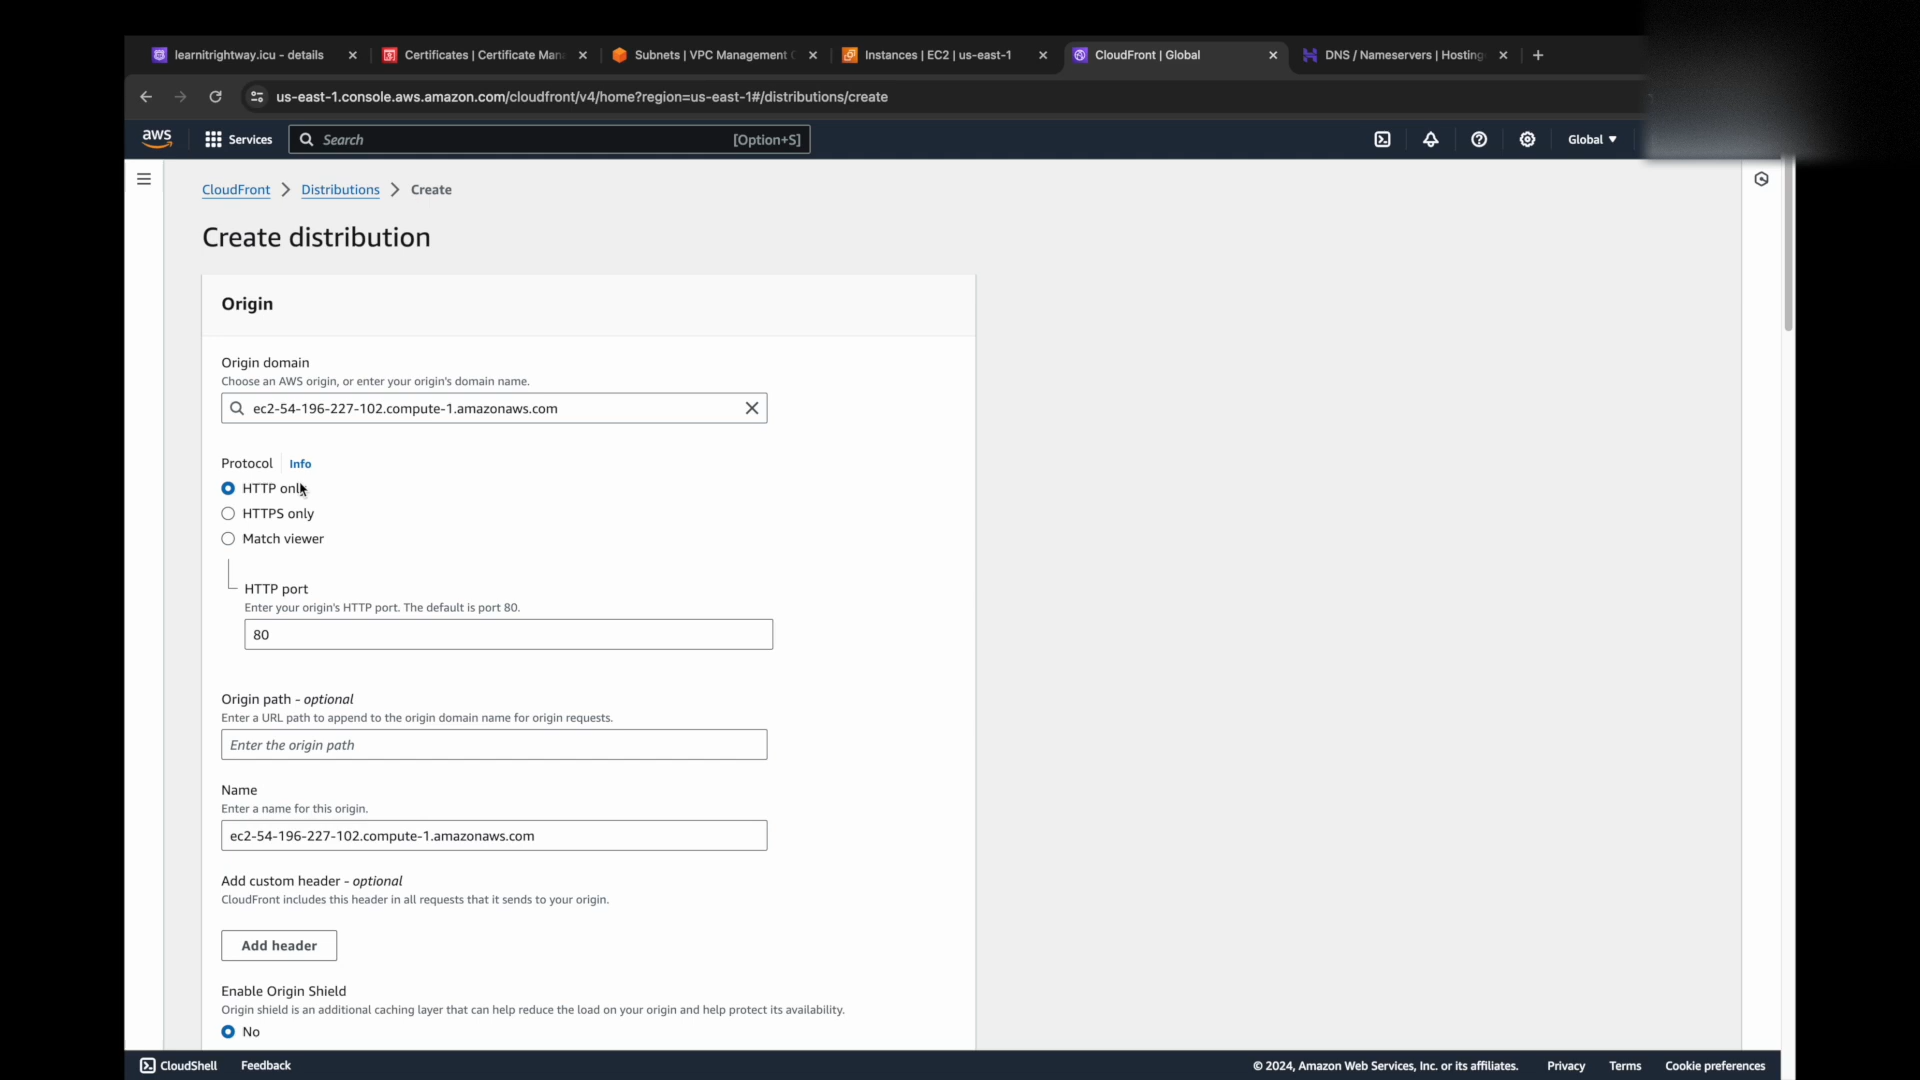 learnitrightway.icu - details
Certificates | Certificate Man
Subnets | VPC Management C
Instances | EC2 | us-east-1
CloudFront | Global
DNS / Nameservers | Hosting
us-east-1.console.aws.amazon.com/cloudfront/v4/home?region=us-east-1#/distributions/create
aws
Services
Search
[Option+S]
Global
CloudFront
Distributions
Create
Create distribution
Origin
Origin domain
Choose an AWS origin, or enter your origin's domain name.
ec2-54-196-227-102.compute-1.amazonaws.com
Protocol
Info
HTTP only
HTTPS only
Match viewer
HTTP port
Enter your origin's HTTP port. The default is port 80.
80
Origin path - optional
Enter a URL path to append to the origin domain name for origin requests.
Enter the origin path
Name
Enter a name for this origin.
ec2-54-196-227-102.compute-1.amazonaws.com
Add custom header - optional
CloudFront includes this header in all requests that it sends to your origin.
Add header
Enable Origin Shield
Origin shield is an additional caching layer that can help reduce the load on your origin and help protect its availability.
No
CloudShell
Feedback
© 2024, Amazon Web Services, Inc. or its affiliates.
Privacy
Terms
Cookie preferences